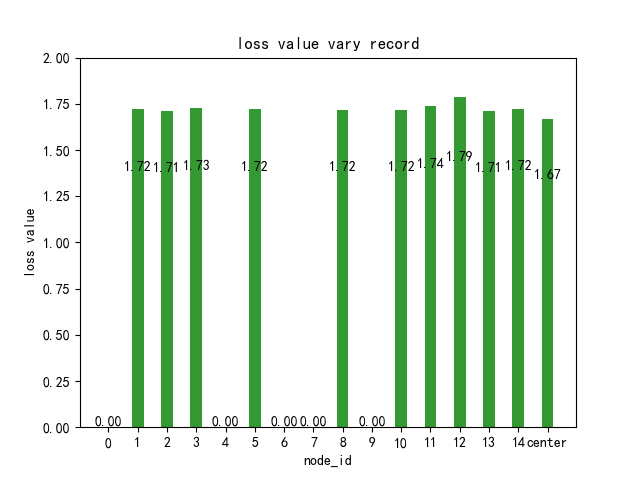 loss value vary record
2.00
1.75
1.50
1.25
1.00
0.75
0.50
0.25
0.00
loss value
0.00 1.72 1.71 1.73 0.00 1.72 0.00 0.00 1.72 0.00 1.72 1.74 1.79 1.71 1.72 1.67
0 1 2 3 4 5 6 7 8 9 10 11 12 13 14 center
node_id